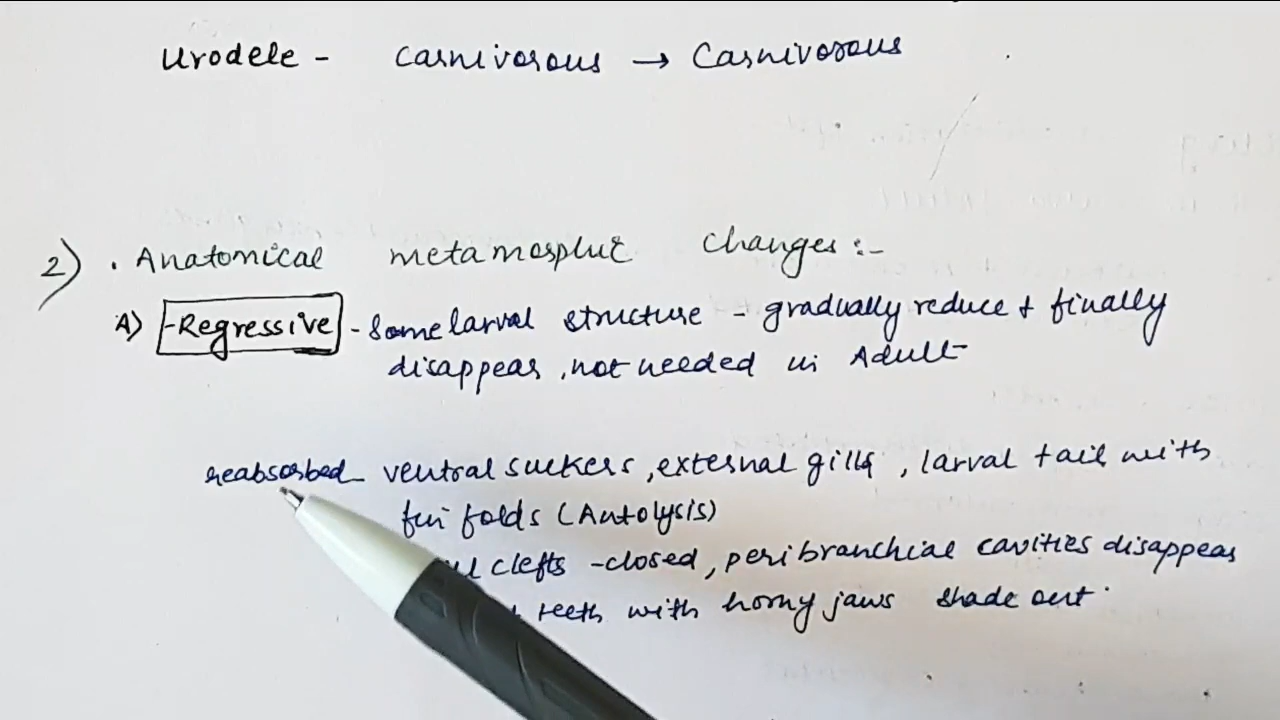 Urodele - Carnivorous → Carnivorous
2) . Anatomical metamorphic changes :-
A) -Regressive - Some larval structure - gradually reduce & finally
disappear, not needed in Adult
reabsorbed ventral suckers, external gills, larval tail with
fin folds (Autolysis)
clefts - closed, peribranchial cavities disappear
teeth with horny jaws shade out.